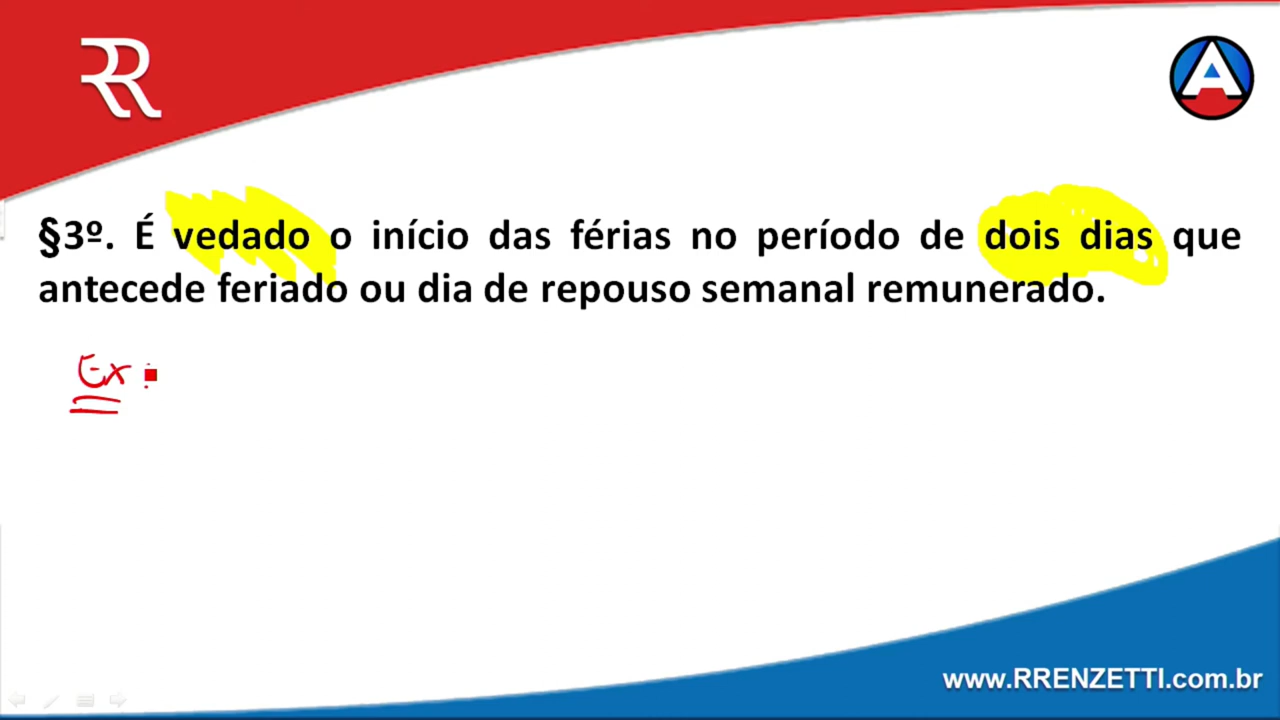 RR
A
§3º. É vedado o início das férias no período de dois dias que
antecede feriado ou dia de repouso semanal remunerado.
Ex:
www.RRENZETTI.com.br